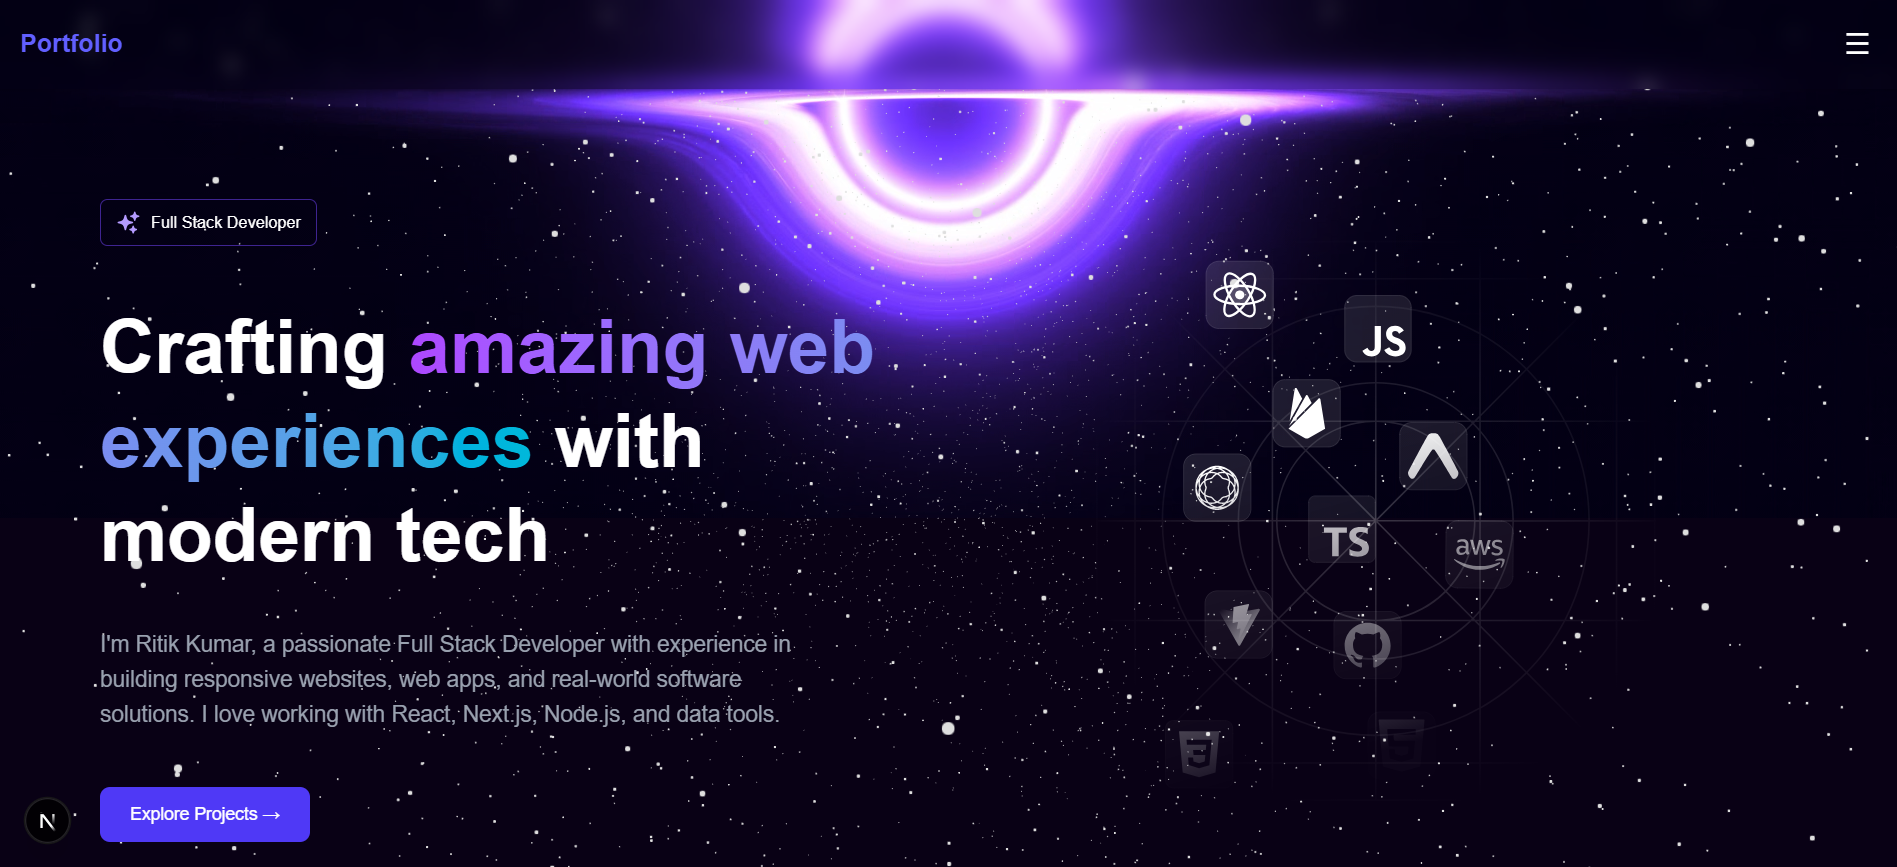 Portfolio
Full Stack Developer
Crafting amazing web
experiences with
modern tech
I'm Ritik Kumar, a passionate Full Stack Developer with experience in
building responsive websites, web apps, and real-world software
solutions. I love working with React, Next.js, Node.js, and data tools.
Explore Projects →
N
JS
TS
aws
3
5